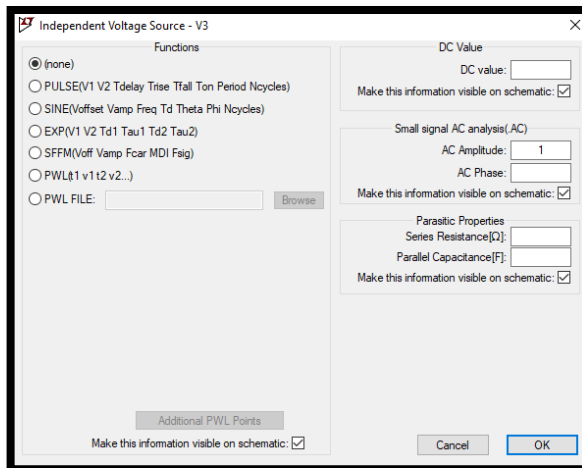 Independent Voltage Source - V3
Functions
(none)
PULSE(V1 V2 Tdelay Trise Tfall Ton Period Ncycles)
SINE(Voffset Vamp Freq Td Theta Phi Ncycles)
EXP(V1 V2 Td1 Tau1 Td2 Tau2)
SFFM(Voff Vamp Fcar MDI Fsig)
PWL(t1 v1 t2 v2...)
PWL FILE:
Browse
Additional PWL Points
Make this information visible on schematic:
DC Value
DC value:
Make this information visible on schematic:
Small signal AC analysis(.AC)
AC Amplitude: 1
AC Phase:
Make this information visible on schematic:
Parasitic Properties
Series Resistance[Ω]:
Parallel Capacitance[F]:
Make this information visible on schematic:
Cancel
OK